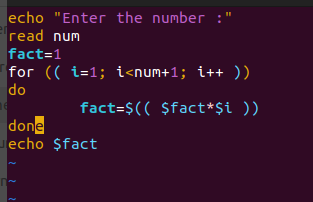 echo "Enter the number :"
read num
fact=1
for (( i=1; i<num+1; i++ ))
do
        fact=$(( $fact*$i ))
done
echo $fact
~
~
~